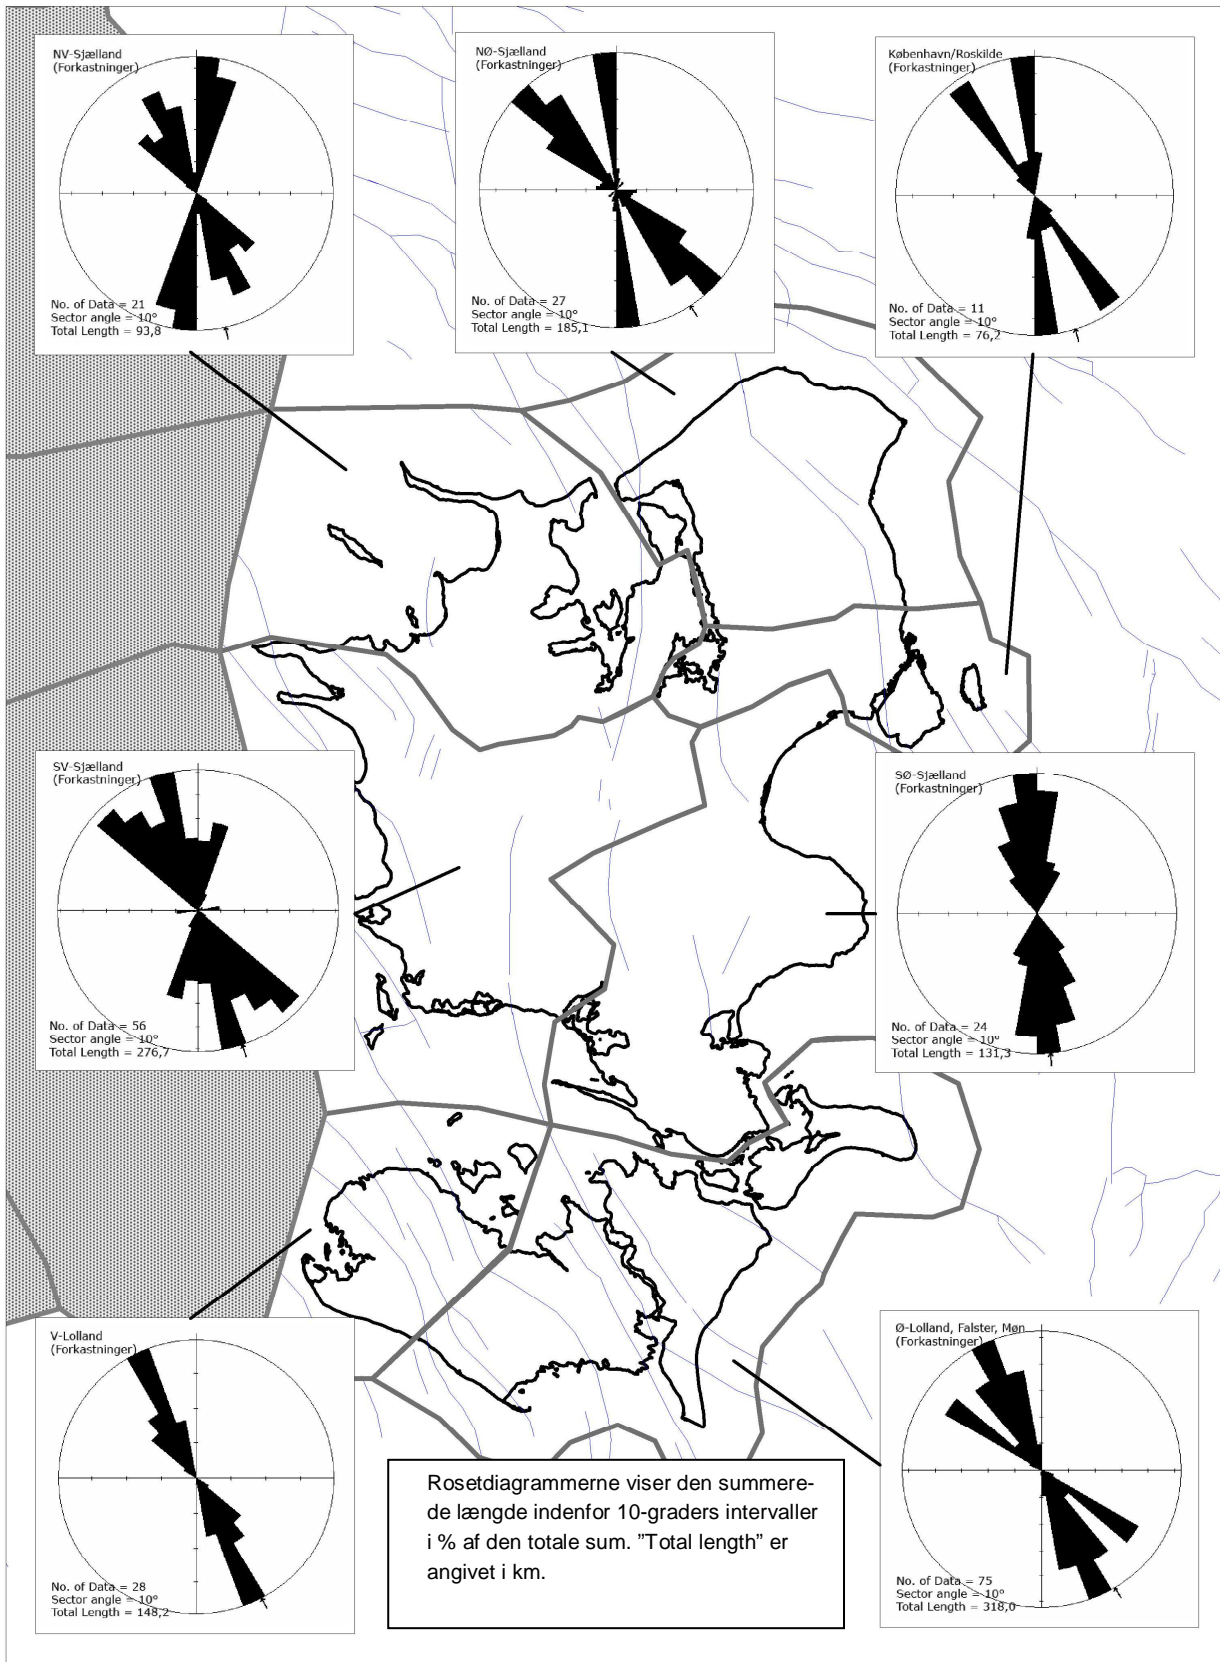 NV-Sjælland
(Forkastninger)
No. of Data = 21
Sector angle = 10°
Total Length = 93,8
NØ-Sjælland
(Forkastninger)
No. of Data = 27
Sector angle = 10°
Total Length = 185,1
København/Roskilde
(Forkastninger)
No. of Data = 11
Sector angle = 10°
Total Length = 76,2
SV-Sjælland
(Forkastninger)
No. of Data = 56
Sector angle = 10°
Total Length = 276,7
SØ-Sjælland
(Forkastninger)
No. of Data = 24
Sector angle = 10°
Total Length = 131,3
V-Lolland
(Forkastninger)
No. of Data = 28
Sector angle = 10°
Total Length = 148,2
Ø-Lolland, Falster, Møn
(Forkastninger)
No. of Data = 75
Sector angle = 10°
Total Length = 318,0
Rosetdiagrammerne viser den summere-
de længde indenfor 10-graders intervaller
i % af den totale sum. ”Total length” er
angivet i km.